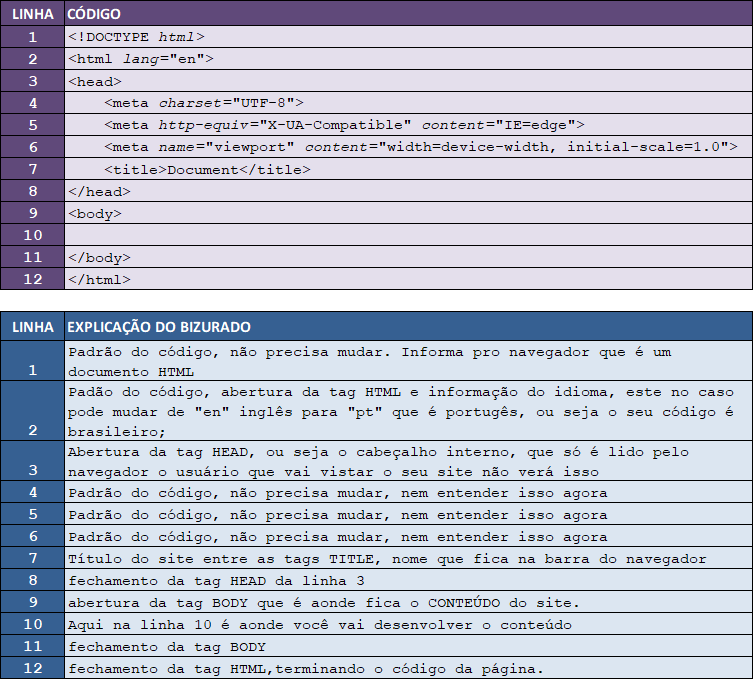 LINHA CÓDIGO
1 <!DOCTYPE html>
2 <html lang="en">
3 <head>
4 <meta charset="UTF-8">
5 <meta http-equiv="X-UA-Compatible" content="IE=edge">
6 <meta name="viewport" content="width=device-width, initial-scale=1.0">
7 <title>Document</title>
8 </head>
9 <body>
10
11 </body>
12 </html>
LINHA EXPLICAÇÃO DO BIZURADO
Padrão do código, não precisa mudar. Informa pro navegador que é um
1 documento HTML
Padão do código, abertura da tag HTML e informação do idioma, este no caso
pode mudar de "en" inglês para "pt" que é portugês, ou seja o seu código é
2 brasileiro;
Abertura da tag HEAD, ou seja o cabeçalho interno, que só é lido pelo
3 navegador o usuário que vai vistar o seu site não verá isso
4 Padrão do código, não precisa mudar, nem entender isso agora
5 Padrão do código, não precisa mudar, nem entender isso agora
6 Padrão do código, não precisa mudar, nem entender isso agora
7 Título do site entre as tags TITLE, nome que fica na barra do navegador
8 fechamento da tag HEAD da linha 3
9 abertura da tag BODY que é aonde fica o CONTEÚDO do site.
10 Aqui na linha 10 é aonde você vai desenvolver o conteúdo
11 fechamento da tag BODY
12 fechamento da tag HTML,terminando o código da página.